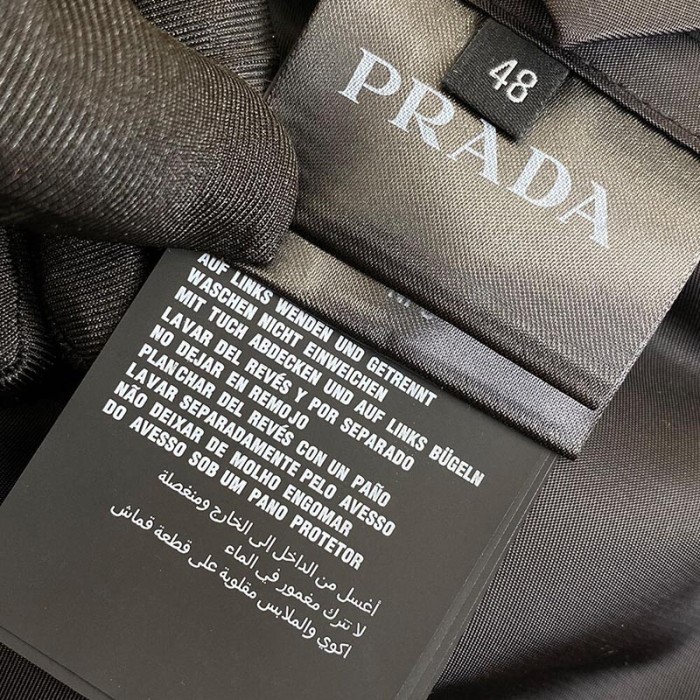 48
PRADA
AUF LINKS WENDEN UND GETRENNT
WASCHEN NICHT EINWEICHEN
MIT TUCH ABDECKEN UND AUF LINKS BÜGELN
LAVAR DEL REVÉS Y POR SEPARADO
NO DEJAR EN REMOJO
PLANCHAR DEL REVÉS CON UN PAÑO
LAVAR SEPARADAMENTE PELO AVESSO
NÃO DEIXAR DE MOLHO ENGOMAR
DO AVESSO SOB UM PANO PROTETOR
اغسل من الداخل الى الخارج ومنفصلة
لا تترك مغمور في الماء
اكوي والملابس مقلوبة على قطعة قماش